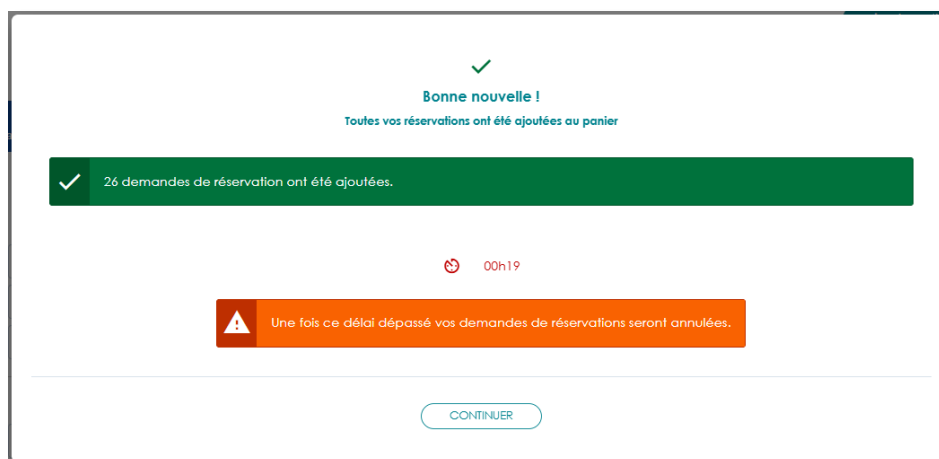 Bonne nouvelle !
Toutes vos réservations ont été ajoutées au panier
26 demandes de réservation ont été ajoutées.
00h19
Une fois ce délai dépassé vos demandes de réservations seront annulées.
CONTINUER